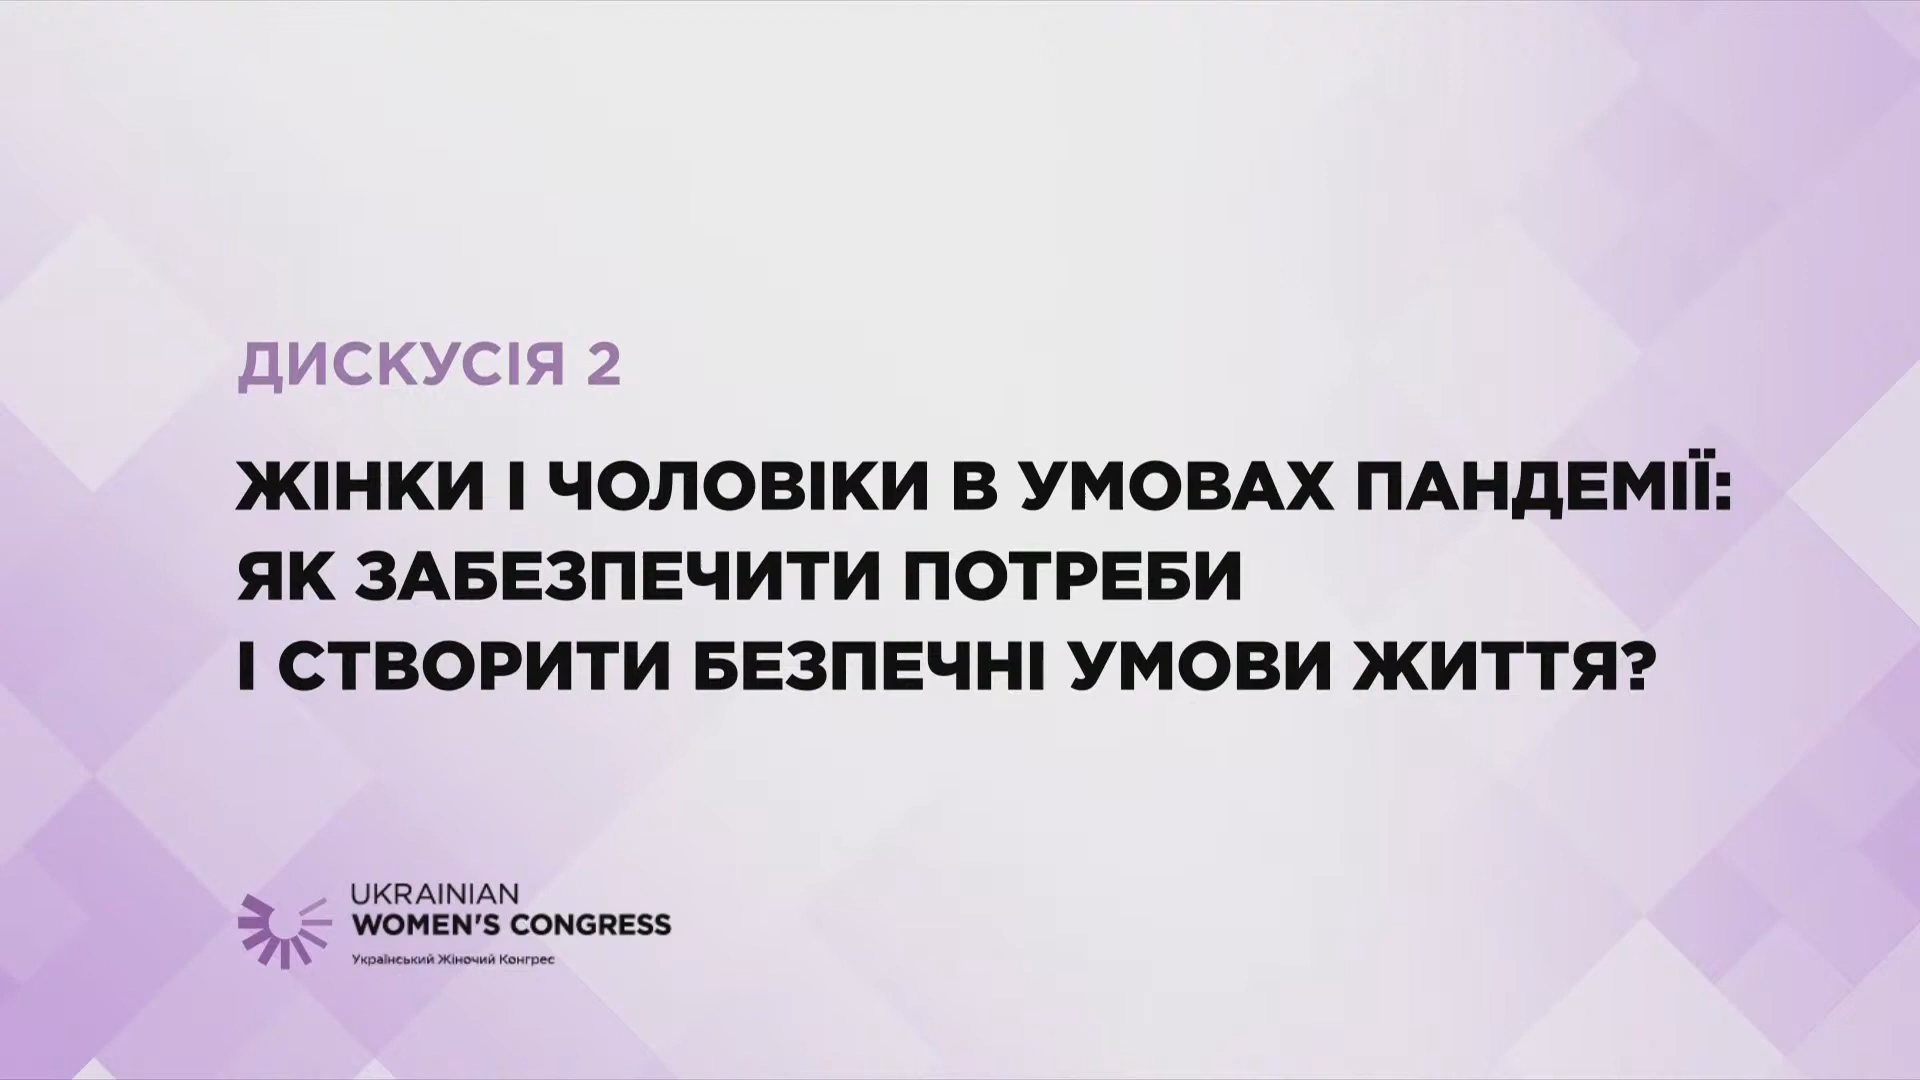 ДИСКУСІЯ 2
ЖІНКИ І ЧОЛОВІКИ В УМОВАХ ПАНДЕМІЇ:
ЯК ЗАБЕЗПЕЧИТИ ПОТРЕБИ
І СТВОРИТИ БЕЗПЕЧНІ УМОВИ ЖИТТЯ?
UKRAINIAN
WOMEN'S CONGRESS
Український Жіночий Конгрес